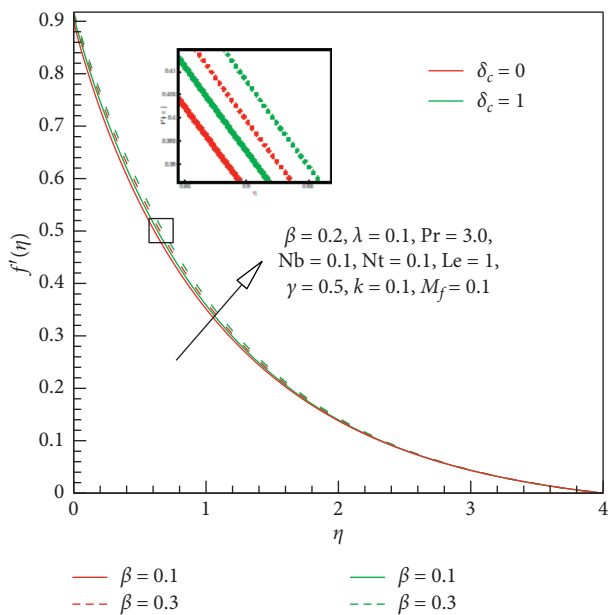 0.9
0.8
0.7
0.6
0.5
0.4
0.3
0.2
0.1
0
f′(η)
δc = 0
δc = 1
β = 0.2, λ = 0.1, Pr = 3.0,
Nb = 0.1, Nt = 0.1, Le = 1,
γ = 0.5, k = 0.1, Mf = 0.1
0 1 2 3 4
η
β = 0.1 β = 0.1
β = 0.3 β = 0.3